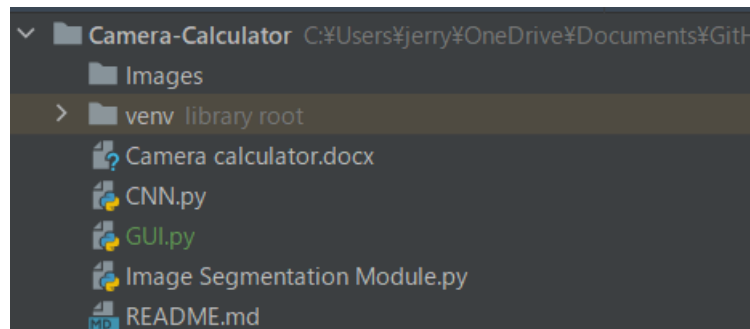 Camera-Calculator C:¥Users¥jerry¥OneDrive¥Documents¥GitH
Images
venv library root
Camera calculator.docx
CNN.py
GUI.py
Image Segmentation Module.py
MD README.md